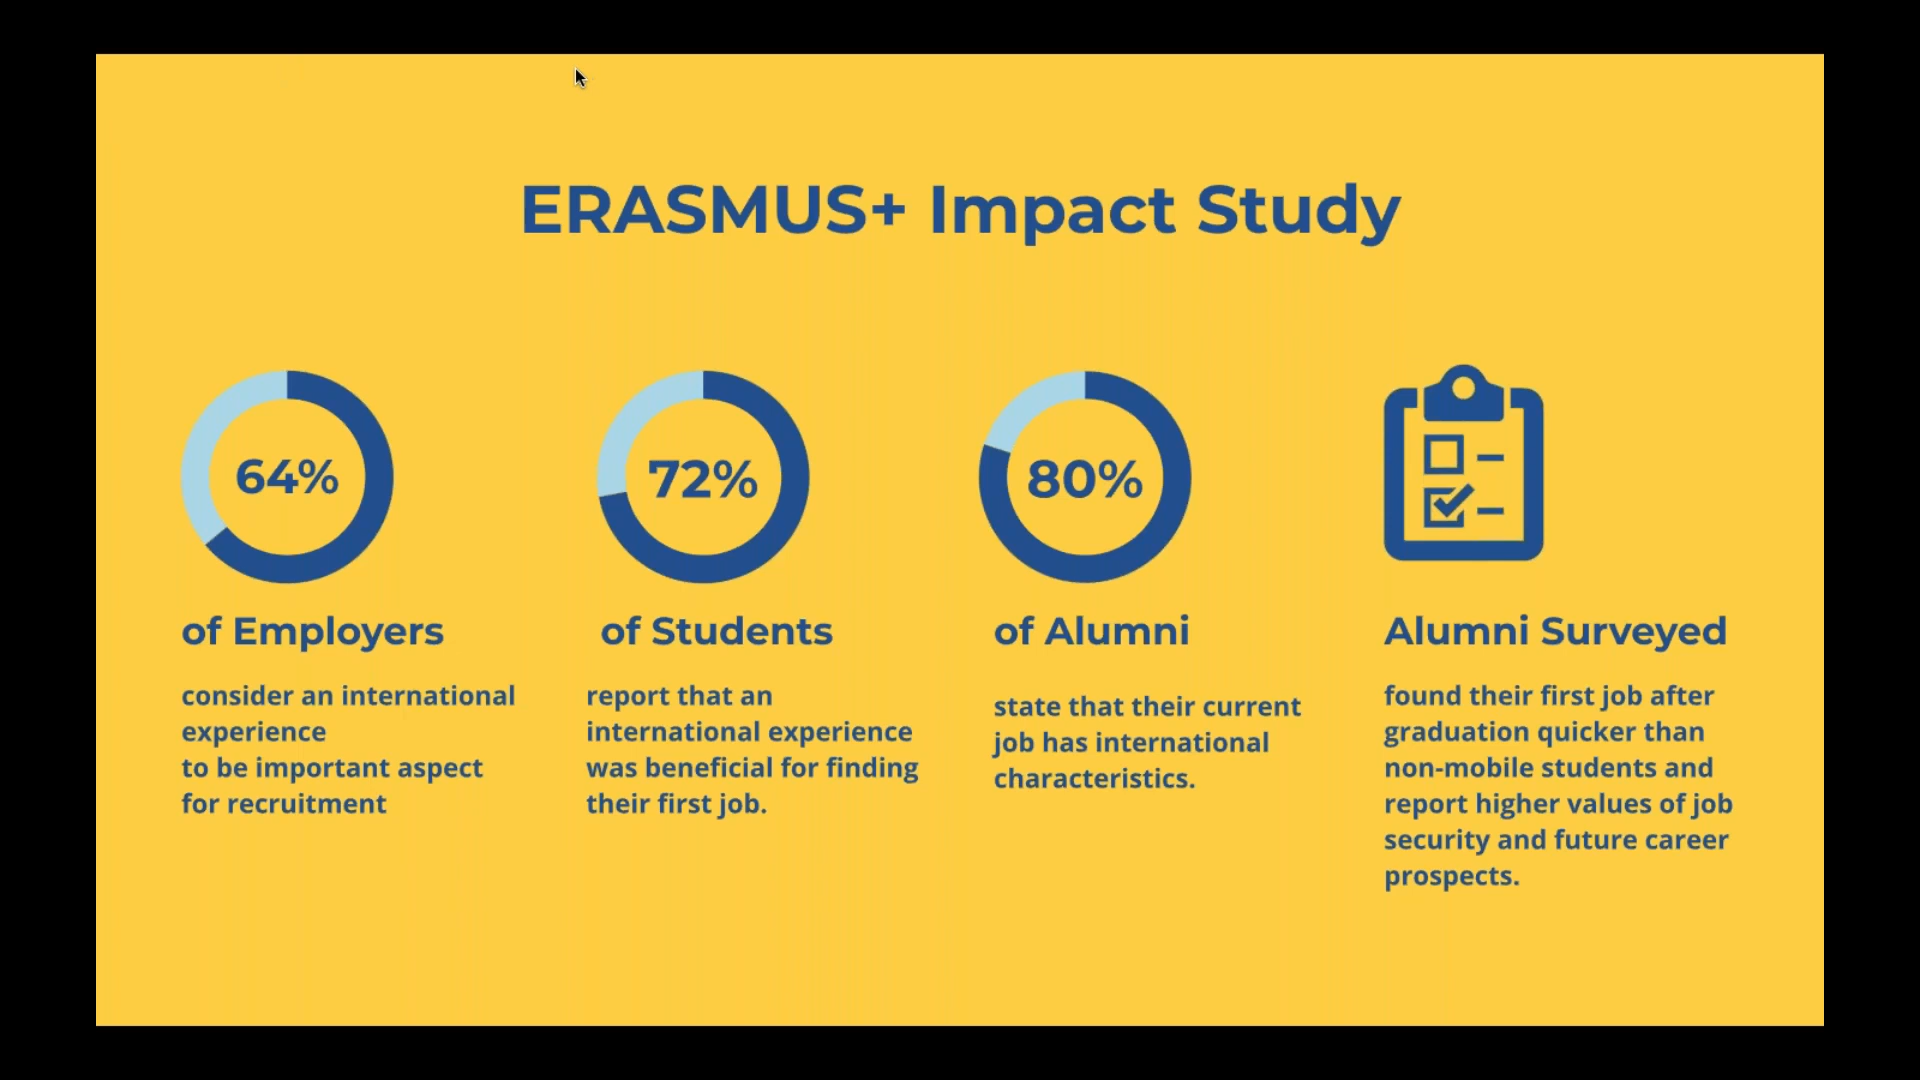 ERASMUS+ Impact Study
64%
of Employers
consider an international
experience
to be important aspect
for recruitment
72%
of Students
report that an
international experience
was beneficial for finding
their first job.
80%
of Alumni
state that their current
job has international
characteristics.
Alumni Surveyed
found their first job after
graduation quicker than
non-mobile students and
report higher values of job
security and future career
prospects.